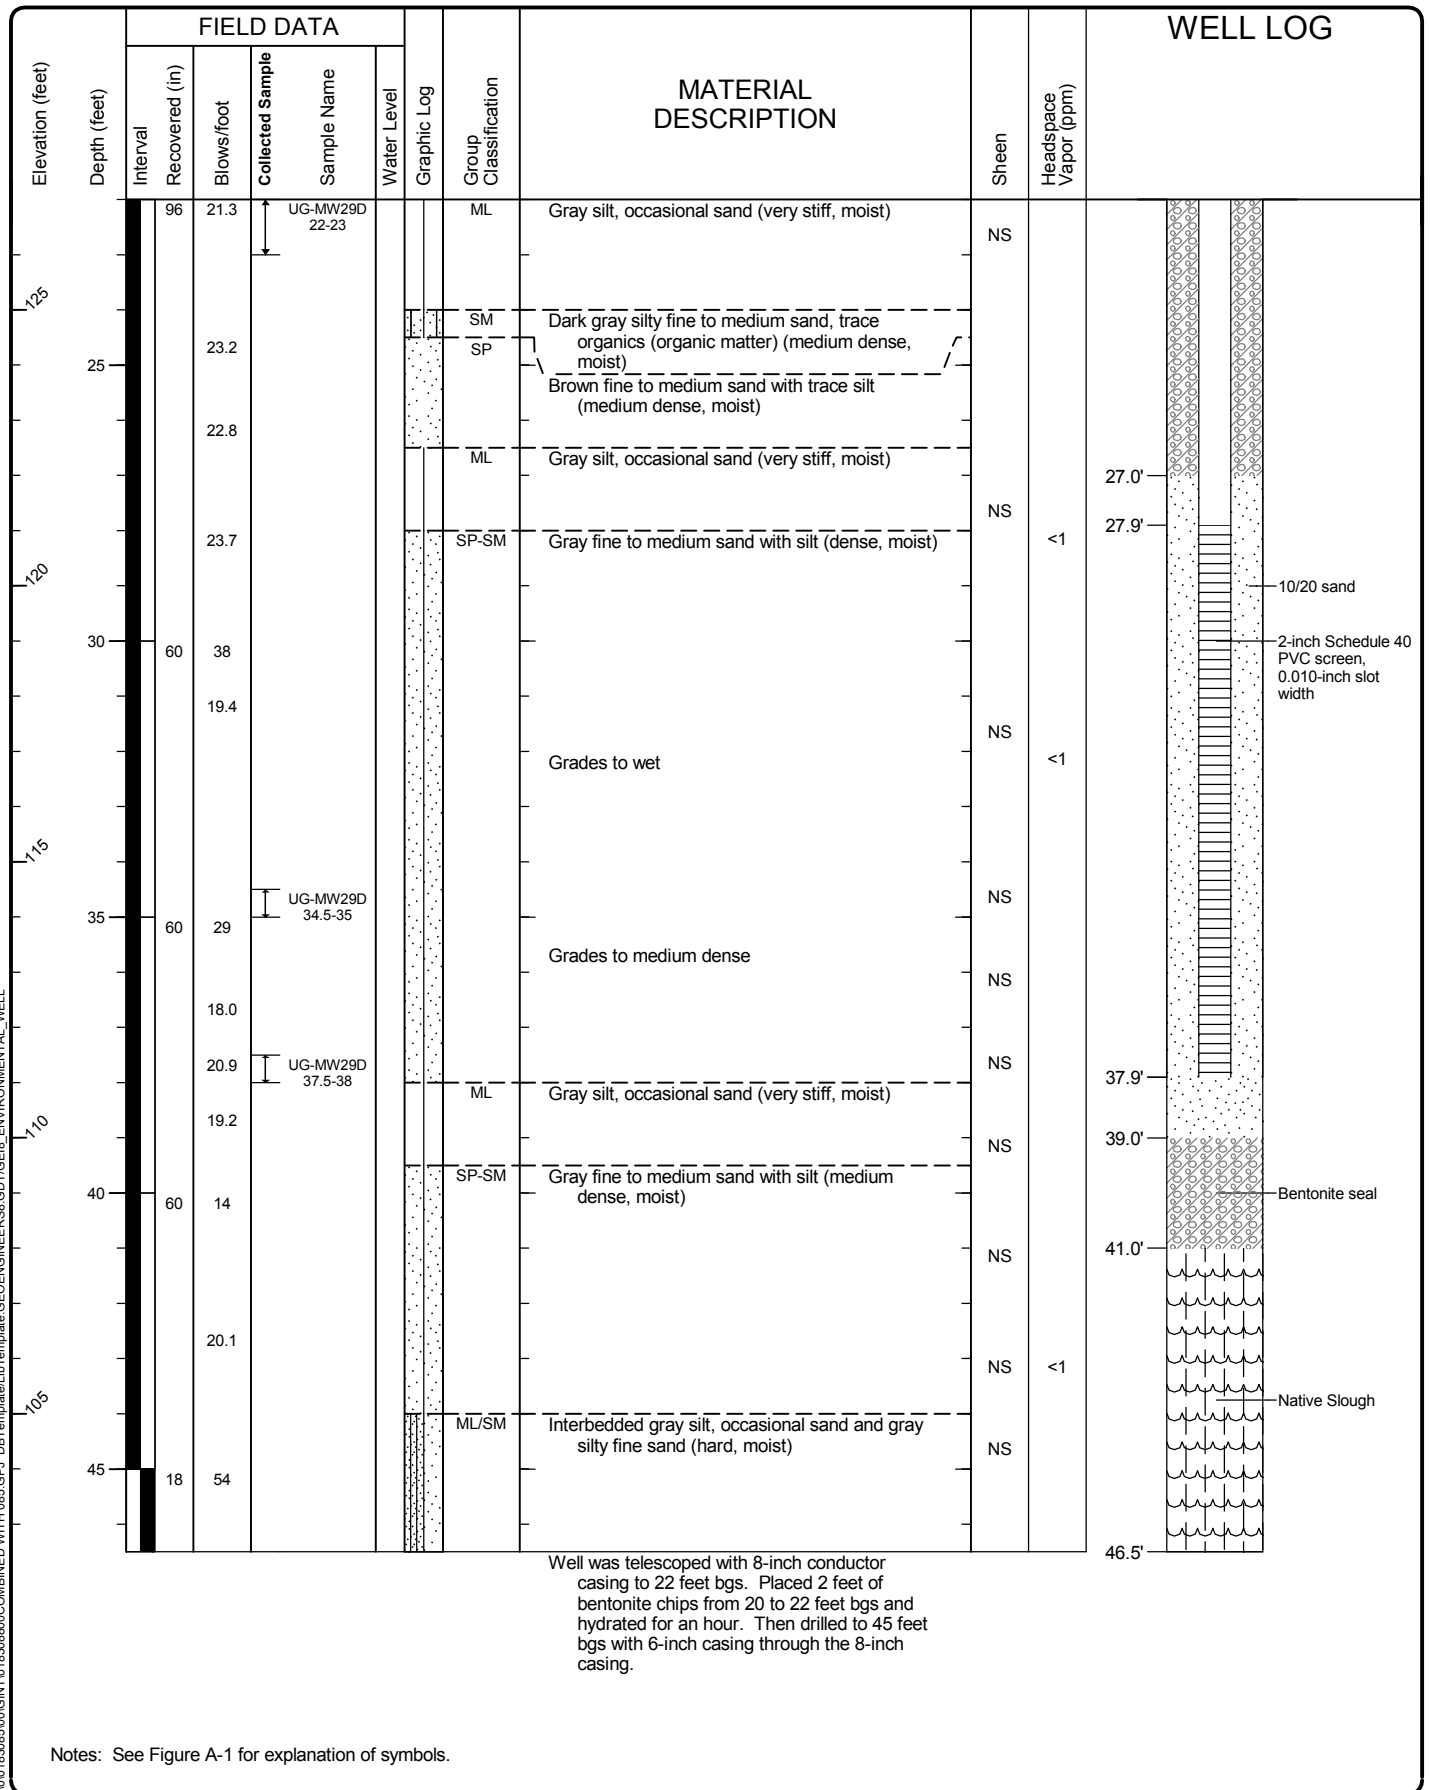 FIELD DATA
WELL LOG
Elevation (feet)
Depth (feet)
Interval
Recovered (in)
Blows/foot
Collected Sample
Sample Name
Water Level
Graphic Log
Group
Classification
MATERIAL
DESCRIPTION
Sheen
Headspace
Vapor (ppm)
96 21.3 UG-MW29D ML Gray silt, occasional sand (very stiff, moist)
22-23
NS
125
SM Dark gray silty fine to medium sand, trace
organics (organic matter) (medium dense,
moist)
23.2
SP
25
Brown fine to medium sand with trace silt
(medium dense, moist)
22.8
ML Gray silt, occasional sand (very stiff, moist)
27.0'
NS
27.9'
23.7 SP-SM Gray fine to medium sand with silt (dense, moist) <1
120
10/20 sand
30
60 38
2-inch Schedule 40
PVC screen,
0.010-inch slot
width
19.4
NS
Grades to wet <1
115
UG-MW29D
34.5-35
NS
35
60 29
Grades to medium dense
NS
18.0
20.9 UG-MW29D
37.5-38
NS
37.9'
ML Gray silt, occasional sand (very stiff, moist)
19.2
110
39.0'
NS
SP-SM Gray fine to medium sand with silt (medium
dense, moist)
40
60 14
Bentonite seal
41.0'
NS
20.1
NS <1
105
Native Slough
ML/SM Interbedded gray silt, occasional sand and gray
silty fine sand (hard, moist)
NS
45
18 54
46.5'
Well was telescoped with 8-inch conductor
casing to 22 feet bgs. Placed 2 feet of
bentonite chips from 20 to 22 feet bgs and
hydrated for an hour. Then drilled to 45 feet
bgs with 6-inch casing through the 8-inch
casing.
Notes: See Figure A-1 for explanation of symbols.